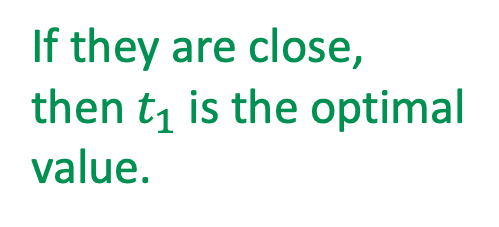 If they are close,
then t₁ is the optimal
value.